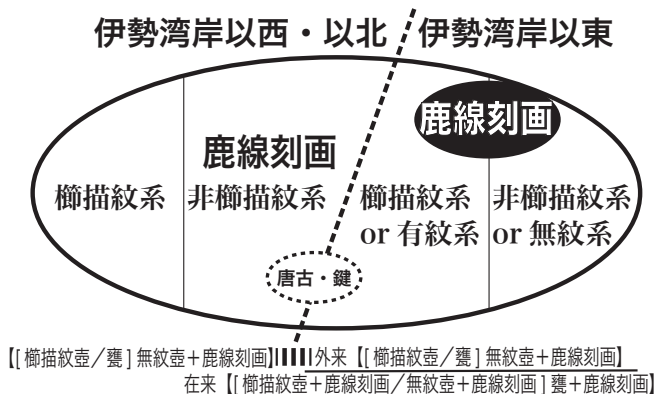 伊勢湾岸以西・以北
伊勢湾岸以東
鹿線刻画
鹿線刻画
櫛描紋系
非櫛描紋系
櫛描紋系
or 有紋系
非櫛描紋系
or 無紋系
唐古・鍵
【[ 櫛描紋壺／甕 ] 無紋壺＋鹿線刻画】外来【[ 櫛描紋壺／甕 ] 無紋壺＋鹿線刻画】
在来【[ 櫛描紋壺＋鹿線刻画／無紋壺＋鹿線刻画 ] 甕＋鹿線刻画】